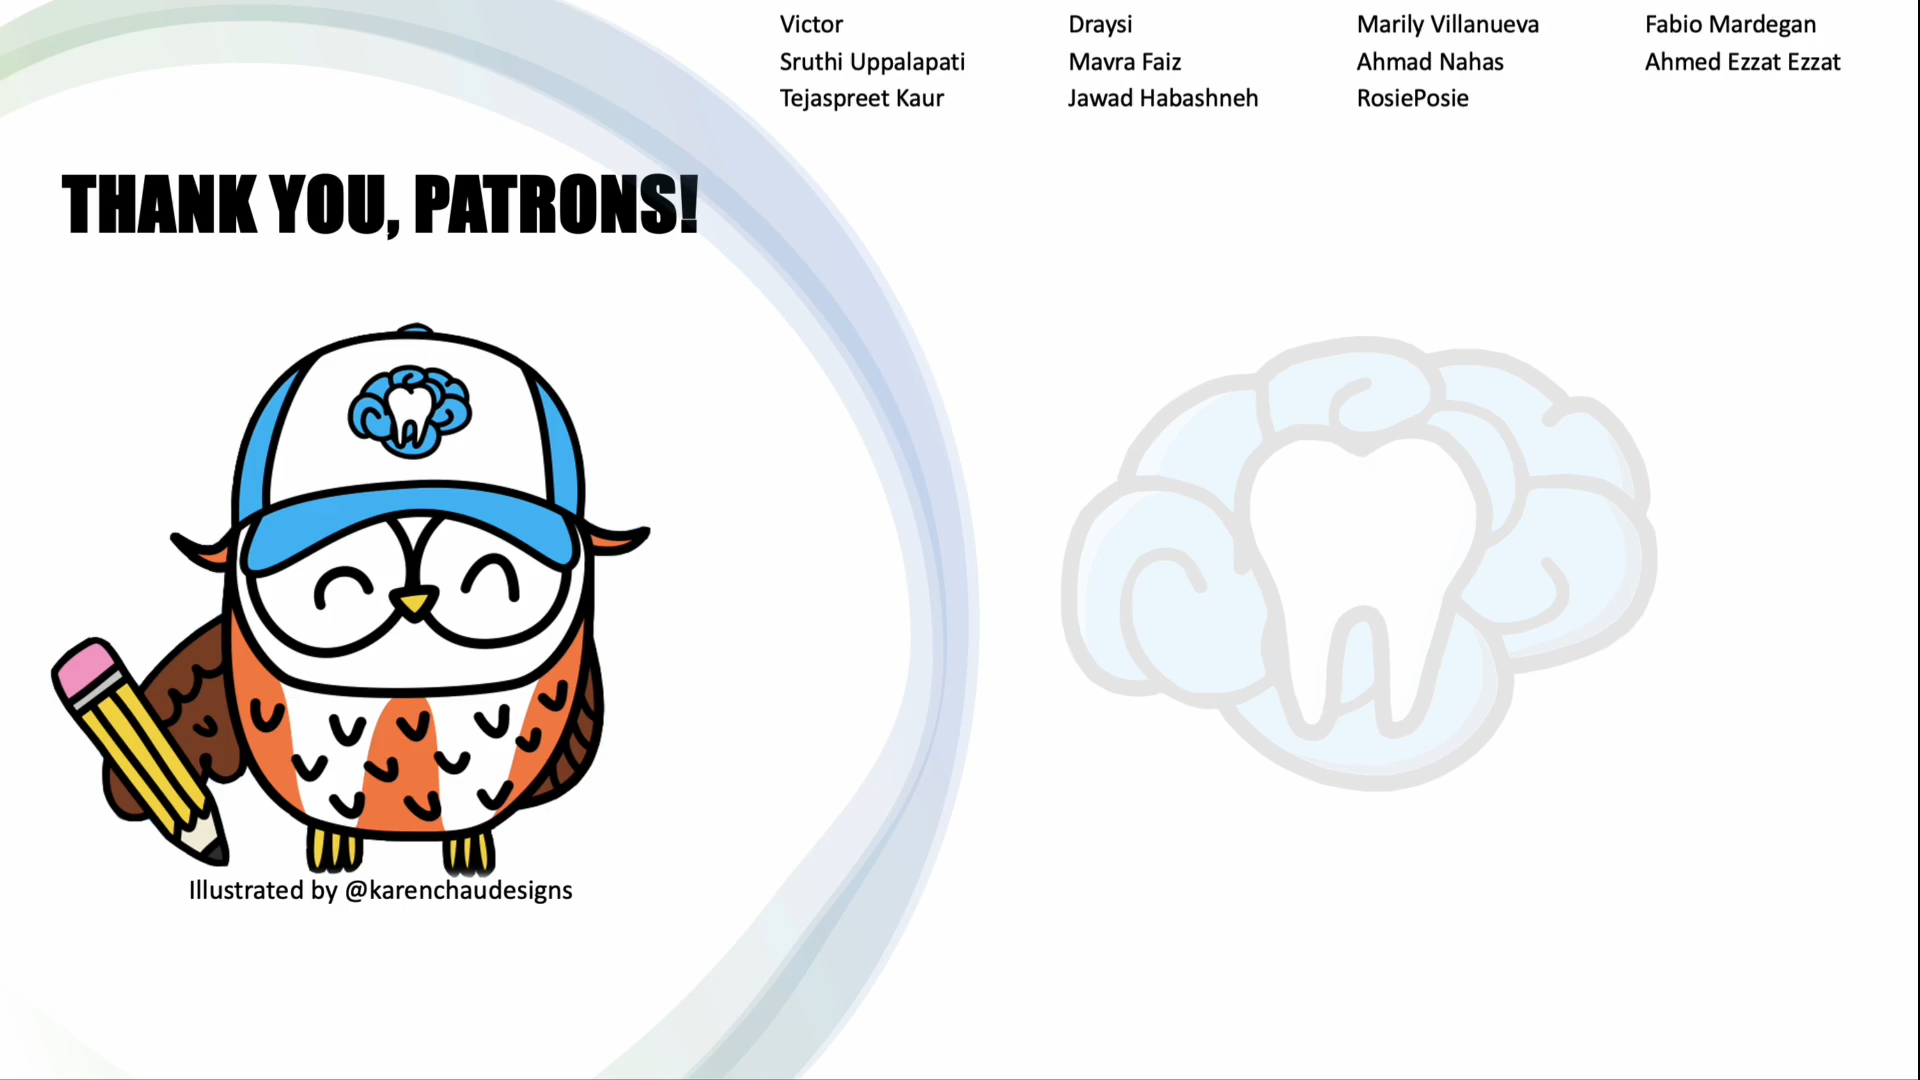 Victor
Sruthi Uppalapati
Tejaspreet Kaur
Draysi
Mavra Faiz
Jawad Habashneh
Marily Villanueva
Ahmad Nahas
RosiePosie
Fabio Mardegan
Ahmed Ezzat Ezzat
THANK YOU, PATRONS!
Illustrated by @karenchaudesigns